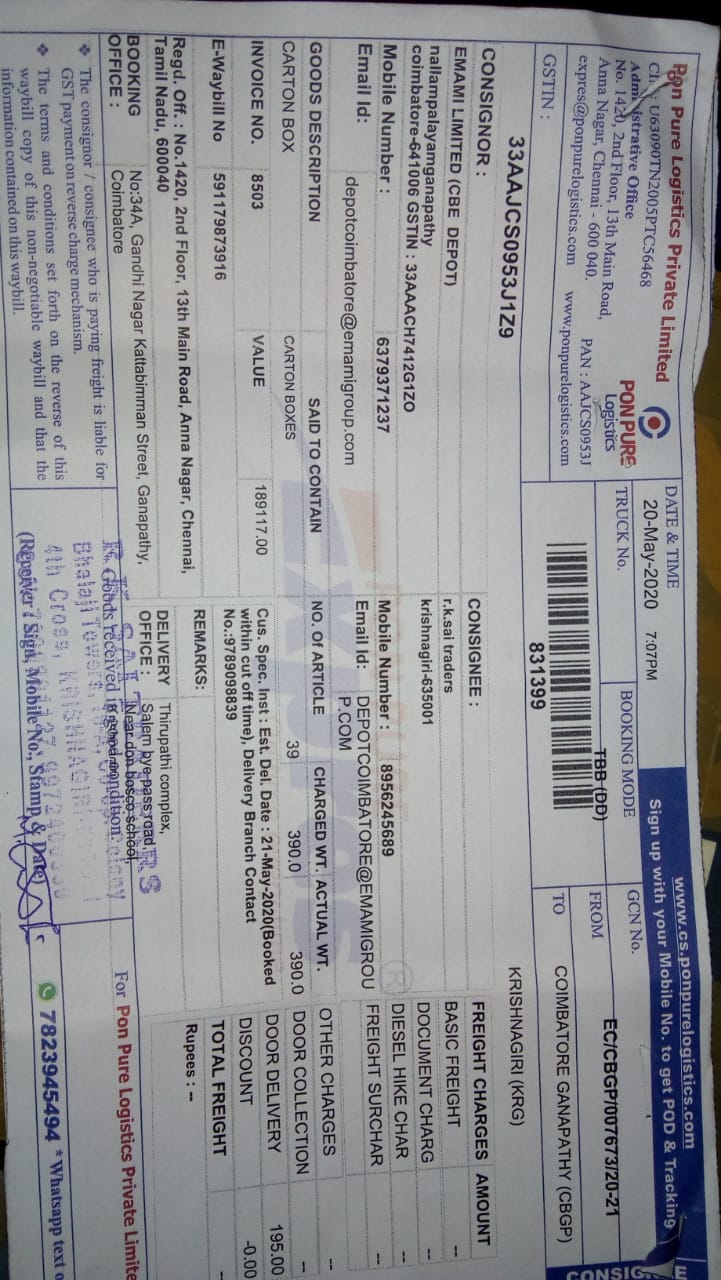 Pon Pure Logistics Private Limited
U63090TN2005PTC56468
Administrative Office
No. 1420, 2nd Floor, 13th Main Road,
Anna Nagar, Chennai - 600 040.
PAN : AAJCS0953J
expres@ponpurelogistics.com www.ponpurelogistics.com
PON PURE
Logistics
GSTIN :
33AAJCS0953J1Z9
DATE & TIME
20-May-2020 7:07PM
TRUCK No.
BOOKING MODE
TBB (DD)
831399
www.cs.ponpurelogistics.com
Sign up with your Mobile No. to get POD & Tracking
GCN No.
EC/CBGP/007673/20-21
FROM
COIMBATORE GANAPATHY (CBGP)
TO
KRISHNAGIRI (KRG)
CONSIGNOR :
EMAMI LIMITED (CBE DEPOT)
nallampalayamganapathy
coimbatore-641006 GSTIN : 33AAACH7412G1ZO
Mobile Number : 6379371237
Email Id: depotcoimbatore@emamigroup.com
CONSIGNEE :
r.k.sai traders
krishnagiri-635001
Mobile Number : 8956245689
Email Id: DEPOTCOIMBATORE@EMAMIGROU
P.COM
GOODS DESCRIPTION SAID TO CONTAIN NO. Of ARTICLE CHARGED WT. ACTUAL WT.
CARTON BOX CARTON BOXES 39 390.0 390.0
INVOICE NO. 8503 VALUE 189117.00
Cus. Spec. Inst : Est. Del. Date : 21-May-2020(Booked
within cut off time), Delivery Branch Contact
No.:9789098839
E-Waybill No 591179873916
REMARKS:
FREIGHT CHARGES AMOUNT
BASIC FREIGHT --
DOCUMENT CHARG --
DIESEL HIKE CHAR --
FREIGHT SURCHAR --
OTHER CHARGES --
DOOR COLLECTION --
DOOR DELIVERY 195.00
DISCOUNT -0.00
TOTAL FREIGHT
Rupees : --
Regd. Off. : No.1420, 2nd Floor, 13th Main Road, Anna Nagar, Chennai,
Tamil Nadu, 600040
BOOKING No:34A, Gandhi Nagar Kattabimman Street, Ganapathy,
OFFICE : Coimbatore
DELIVERY Thirupathi complex,
OFFICE : Salem bye pass road,
Near don bosco school,
❖ The consignor / consignee who is paying freight is liable for
GST payment on reverse charge mechanism.
❖ The terms and conditions set forth on the reverse of this
waybill copy of this non-negotiable waybill and that the
information contained on this waybill.
Goods received in good condition.
(Receiver's Sign, Mobile No., Stamp & Date)
For Pon Pure Logistics Private Limite
7823945494 *Whatsapp text o